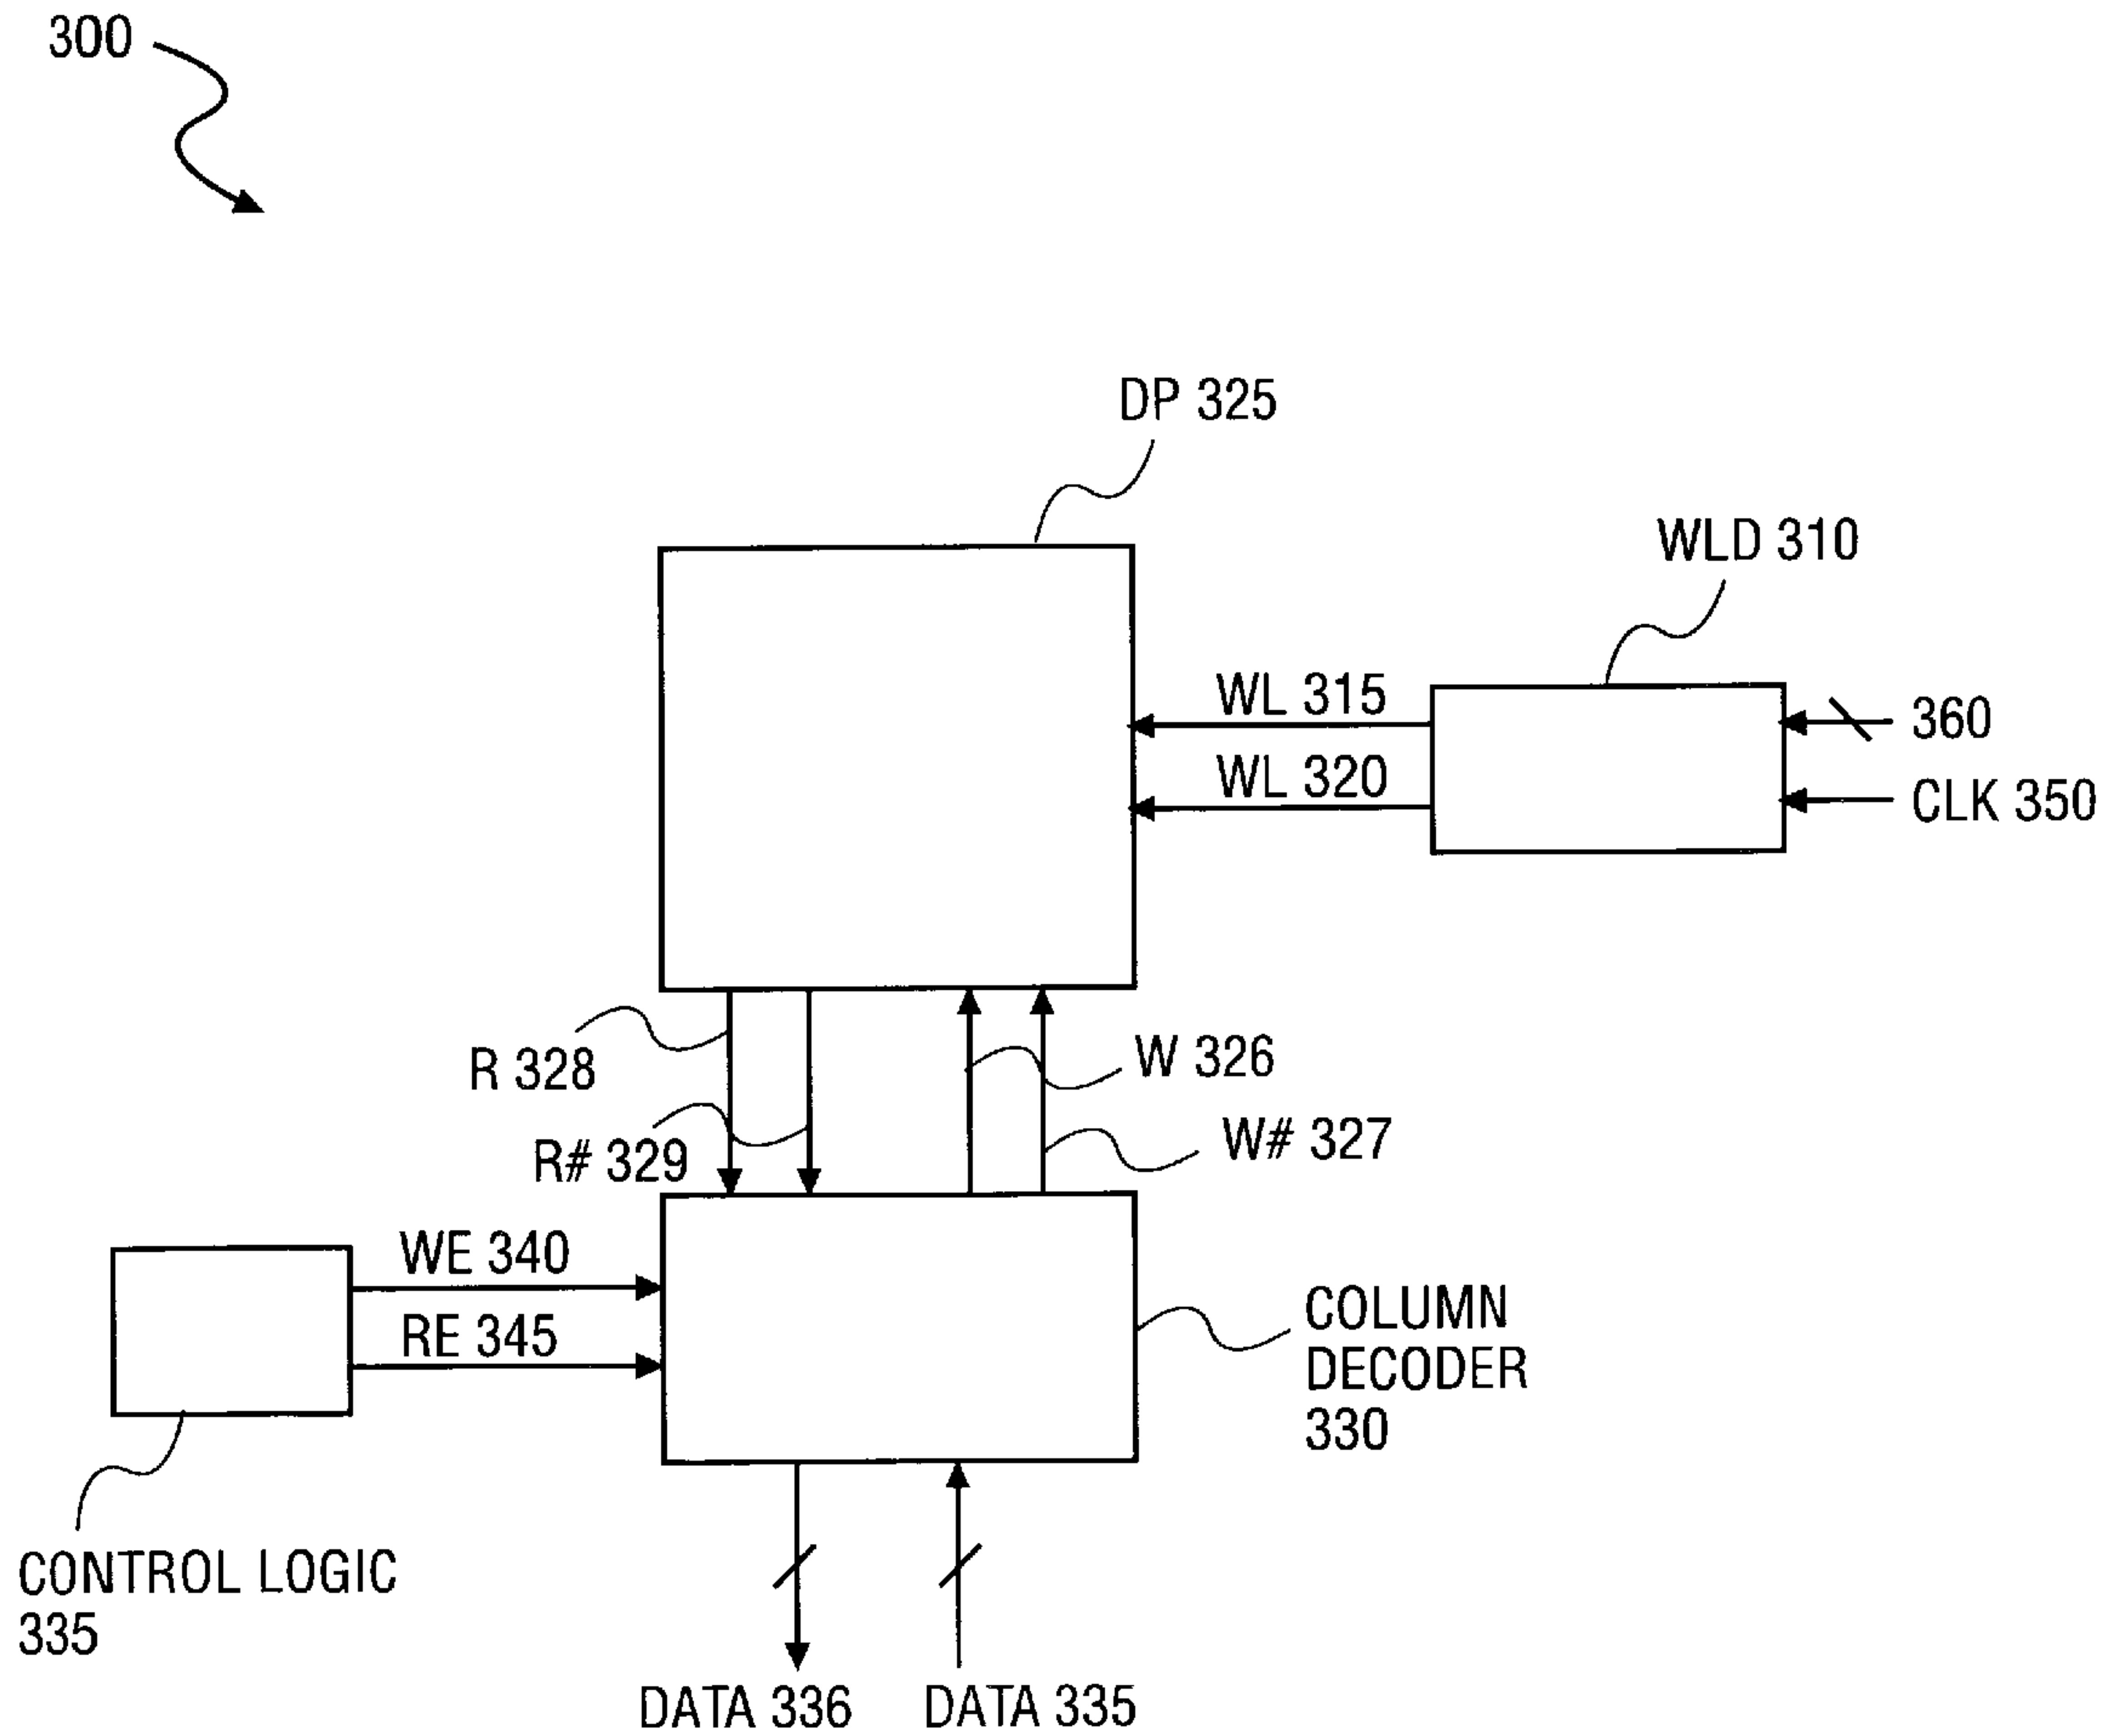 300
DP 325
WLD 310
WL 315
360
WL 320
CLK 350
R 328
W 326
R# 329
W# 327
WE 340
RE 345
COLUMN
DECODER
330
CONTROL LOGIC
335
DATA 336
DATA 335